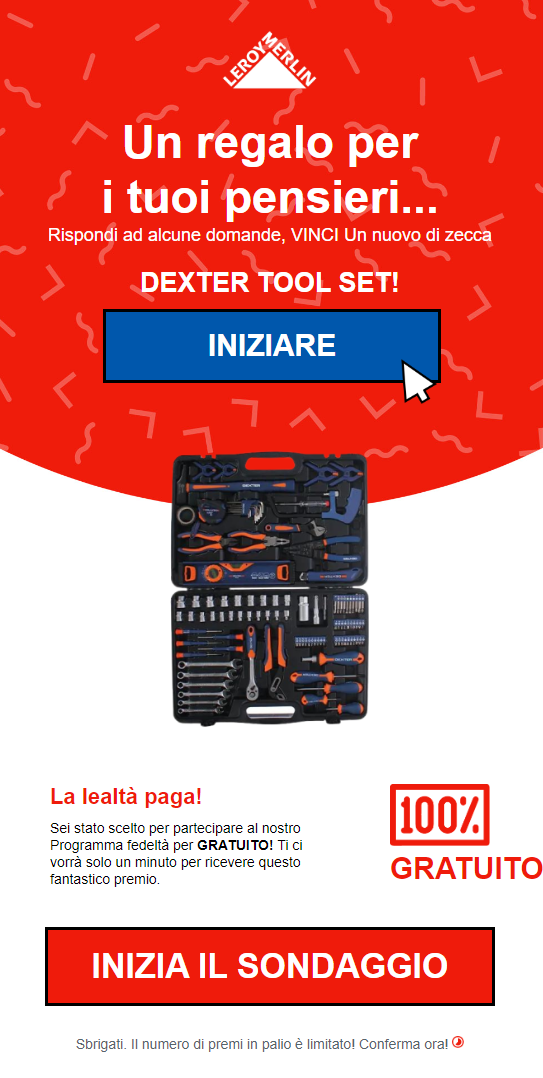 LEROY MERLIN
Un regalo per
i tuoi pensieri...
Rispondi ad alcune domande, VINCI Un nuovo di zecca
DEXTER TOOL SET!
INIZIARE
La lealtà paga!
Sei stato scelto per partecipare al nostro
Programma fedeltà per GRATUITO! Ti ci
vorrà solo un minuto per ricevere questo
fantastico premio.
100%
GRATUITO
INIZIA IL SONDAGGIO
Sbrigati. Il numero di premi in palio è limitato! Conferma ora!